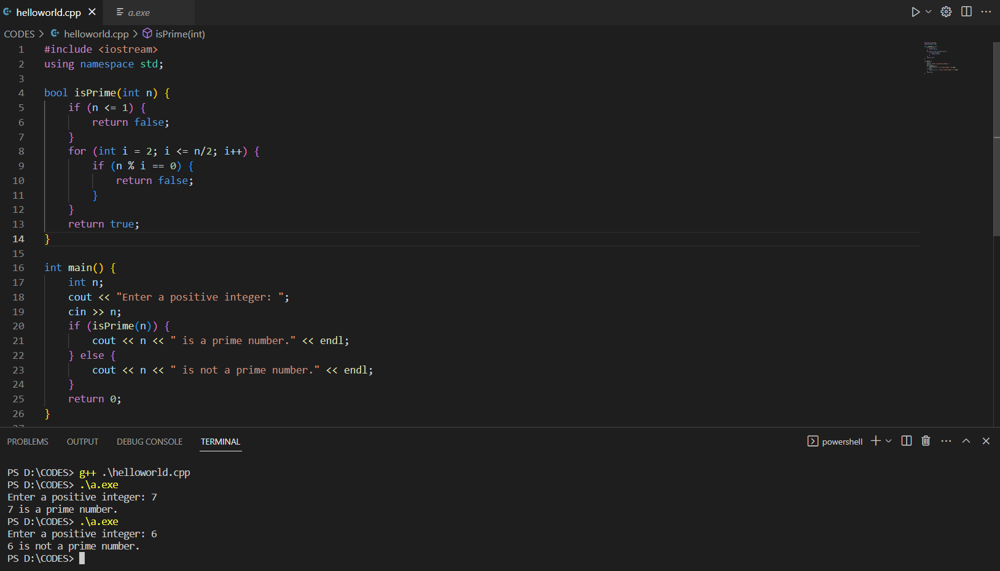 helloworld.cpp a.exe
CODES > helloworld.cpp > isPrime(int)
1 #include <iostream>
2 using namespace std;
3
4 bool isPrime(int n) {
5     if (n <= 1) {
6         return false;
7     }
8     for (int i = 2; i <= n/2; i++) {
9         if (n % i == 0) {
10             return false;
11         }
12     }
13     return true;
14 }
15
16 int main() {
17     int n;
18     cout << "Enter a positive integer: ";
19     cin >> n;
20     if (isPrime(n)) {
21         cout << n << " is a prime number." << endl;
22     } else {
23         cout << n << " is not a prime number." << endl;
24     }
25     return 0;
26 }
27
PROBLEMS OUTPUT DEBUG CONSOLE TERMINAL powershell
PS D:\CODES> g++ .\helloworld.cpp
PS D:\CODES> .\a.exe
Enter a positive integer: 7
7 is a prime number.
PS D:\CODES> .\a.exe
Enter a positive integer: 6
6 is not a prime number.
PS D:\CODES>